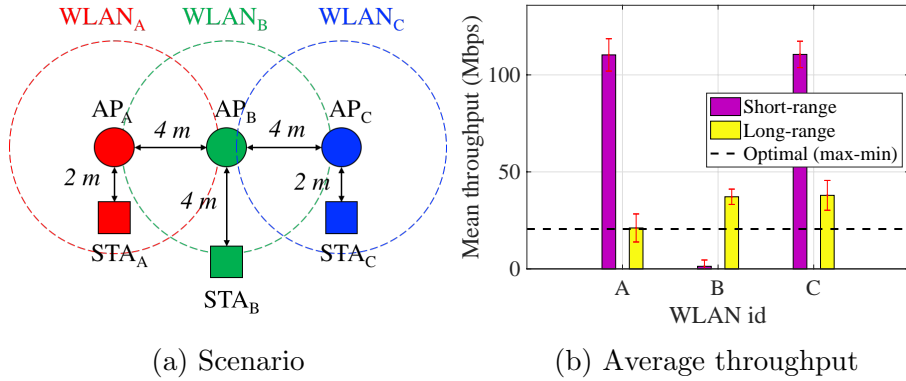 WLAN_A WLAN_B WLAN_C
AP_A AP_B AP_C
4 m 4 m
2 m 4 m 2 m
STA_A STA_B STA_C
(a) Scenario
Mean throughput (Mbps)
100
50
0
Short-range
Long-range
Optimal (max-min)
A B C
WLAN id
(b) Average throughput